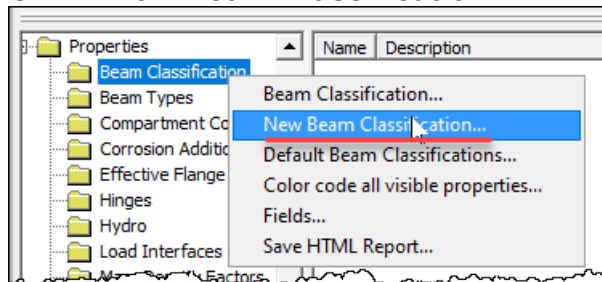 Properties
Name Description
Beam Classification
Beam Types
Compartment Co
Corrosion Additio
Effective Flange
Hinges
Hydro
Load Interfaces
Factors
Beam Classification...
New Beam Classification...
Default Beam Classifications...
Color code all visible properties...
Fields...
Save HTML Report...